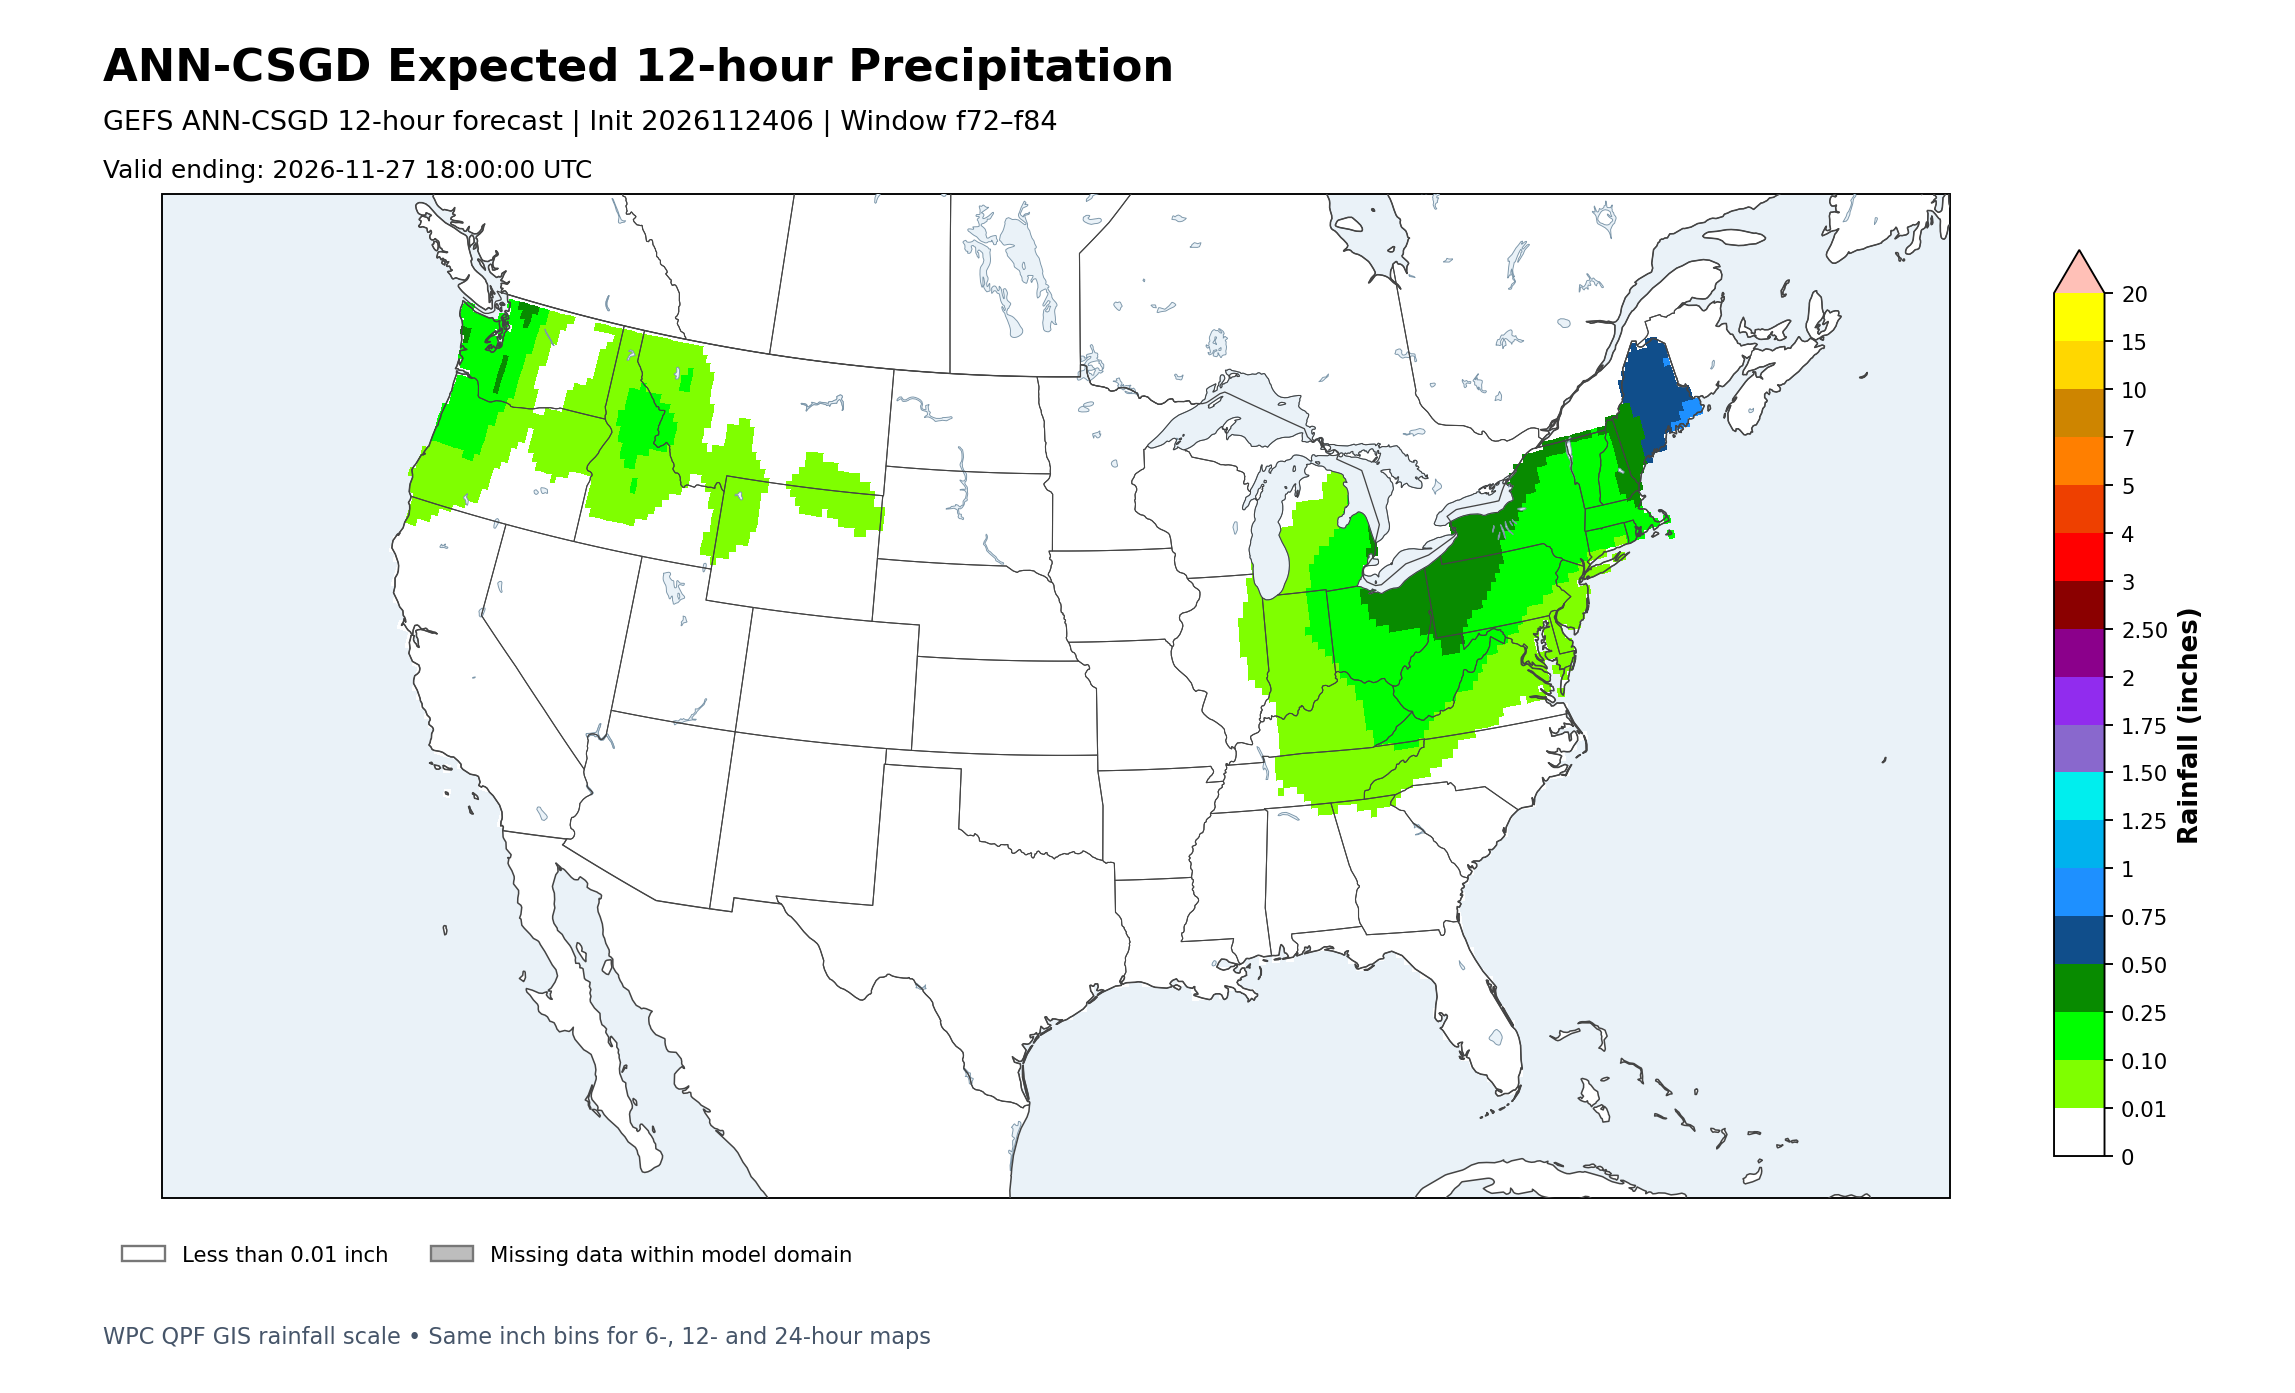 ANN-CSGD Expected 12-hour Precipitation
GEFS ANN-CSGD 12-hour forecast | Init 2026112406 | Window f72–f84
Valid ending: 2026-11-27 18:00:00 UTC
20
15
10
7
5
4
3
2.50
2
1.75
1.50
1.25
1
0.75
0.50
0.25
0.10
0.01
0
Rainfall (inches)
Less than 0.01 inch
Missing data within model domain
WPC QPF GIS rainfall scale • Same inch bins for 6-, 12- and 24-hour maps